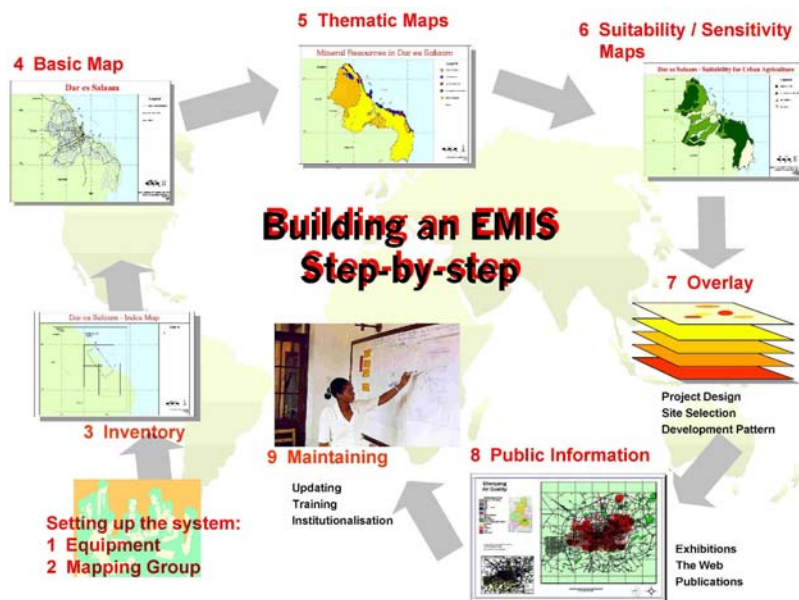 5 Thematic Maps
6 Suitability / Sensitivity
Maps
4 Basic Map
Dar es Salaam
Mineral Resources in Dar es Salaam
Dar es Salaam - Suitability for Urban Agriculture
Building an EMIS
Step-by-step
7 Overlay
Dar es Salaam - Index Map
Project Design
Site Selection
Development Pattern
3 Inventory
9 Maintaining
8 Public Information
Updating
Training
Institutionalisation
Shenyang
Air Quality
Setting up the system:
1 Equipment
2 Mapping Group
Exhibitions
The Web
Publications